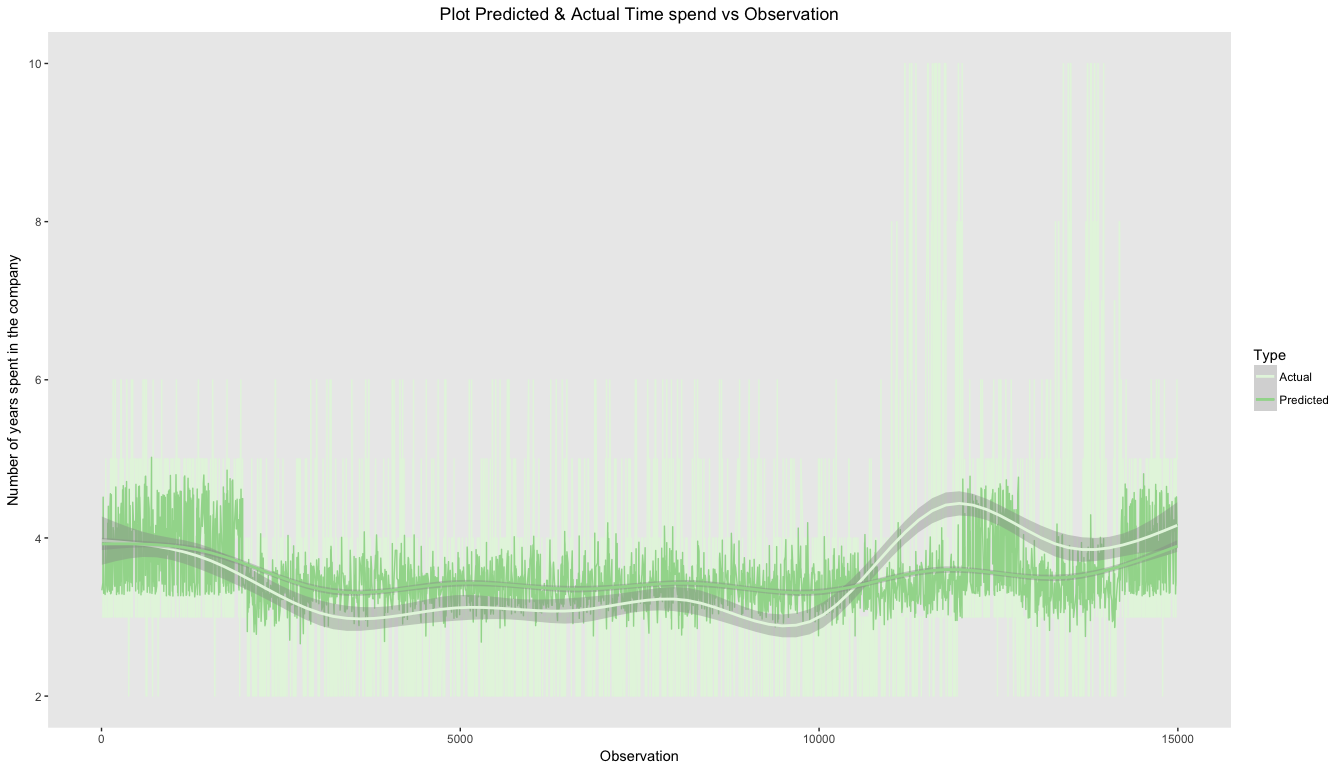 Plot Predicted & Actual Time spend vs Observation
Number of years spent in the company
10
8
6
4
2
0
5000
10000
15000
Observation
Type
Actual
Predicted